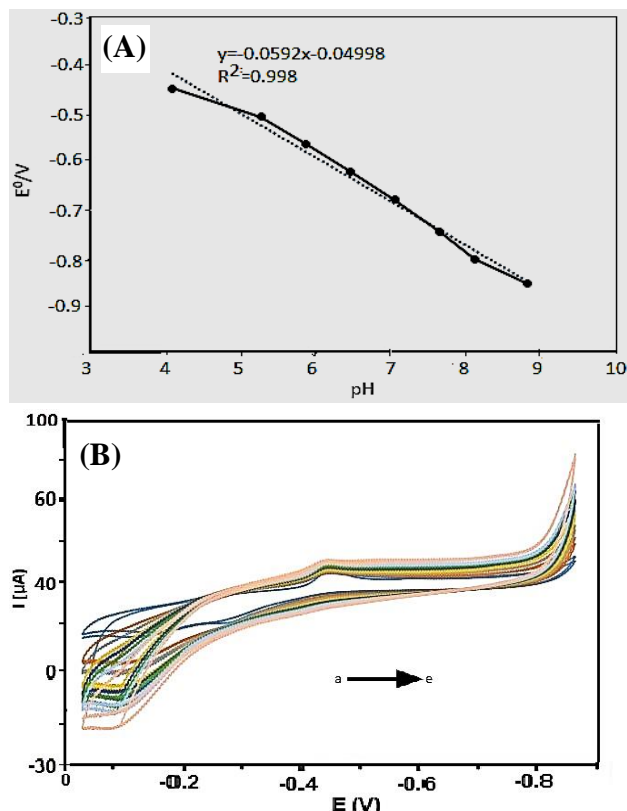 (A)
y=-0.0592x-0.04998
R²=0.998
E⁰/V
-0.3
-0.4
-0.5
-0.6
-0.7
-0.8
-0.9
3 4 5 6 7 8 9 10
pH
(B)
I [µA]
100
60
40
0
-30
a e
0 -0.2 -0.4 -0.6 -0.8
E (V)